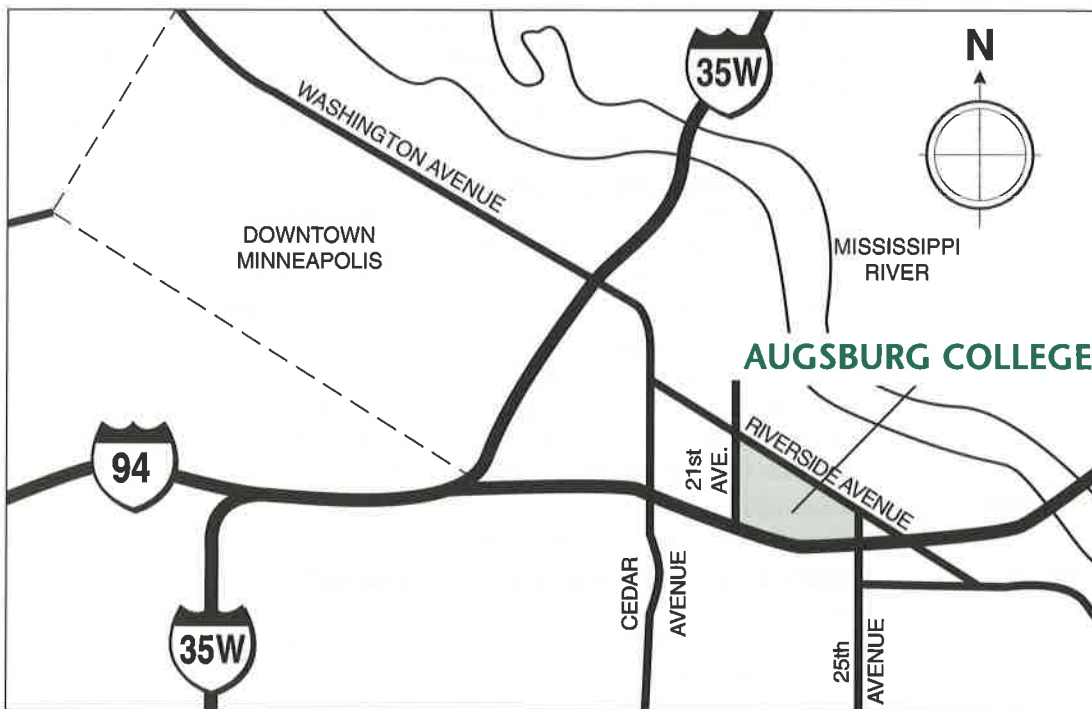 35W
N
WASHINGTON AVENUE
DOWNTOWN
MINNEAPOLIS
MISSISSIPPI
RIVER
AUGSBURG COLLEGE
94
21st
AVE.
RIVERSIDE AVENUE
CEDAR
AVENUE
35W
25th
AVENUE